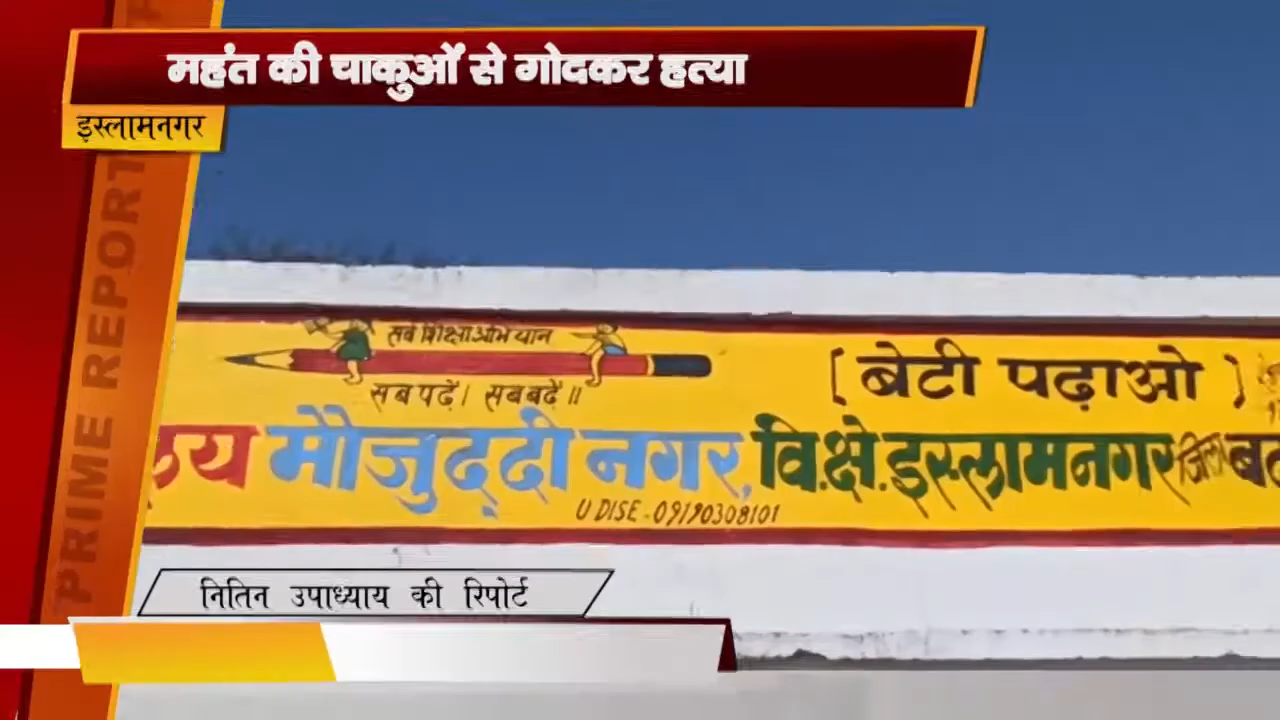 महंत की चाकुओं से गोदकर हत्या
इस्लामनगर
PRIME REPORT
सर्व शिक्षा अभियान
सब पढ़ें। सब बढ़ें॥
[बेटी पढ़ाओ]
मौजुद्दी नगर, वि.क्षे. इस्लामनगर जिला
U DISE-09190308101
नितिन उपाध्याय की रिपोर्ट